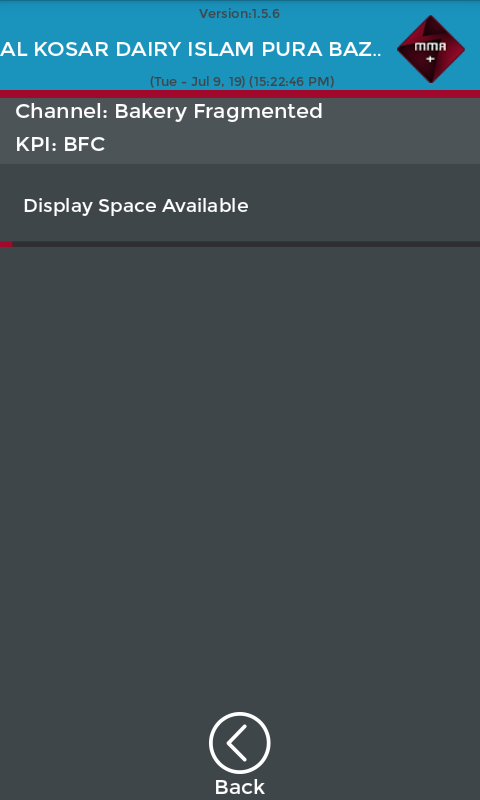 Version:1.5.6
AL KOSAR DAIRY ISLAM PURA BAZ..
MMA
+
(Tue - Jul 9, 19) (15:22:46 PM)
Channel: Bakery Fragmented
KPI: BFC
Display Space Available
Back